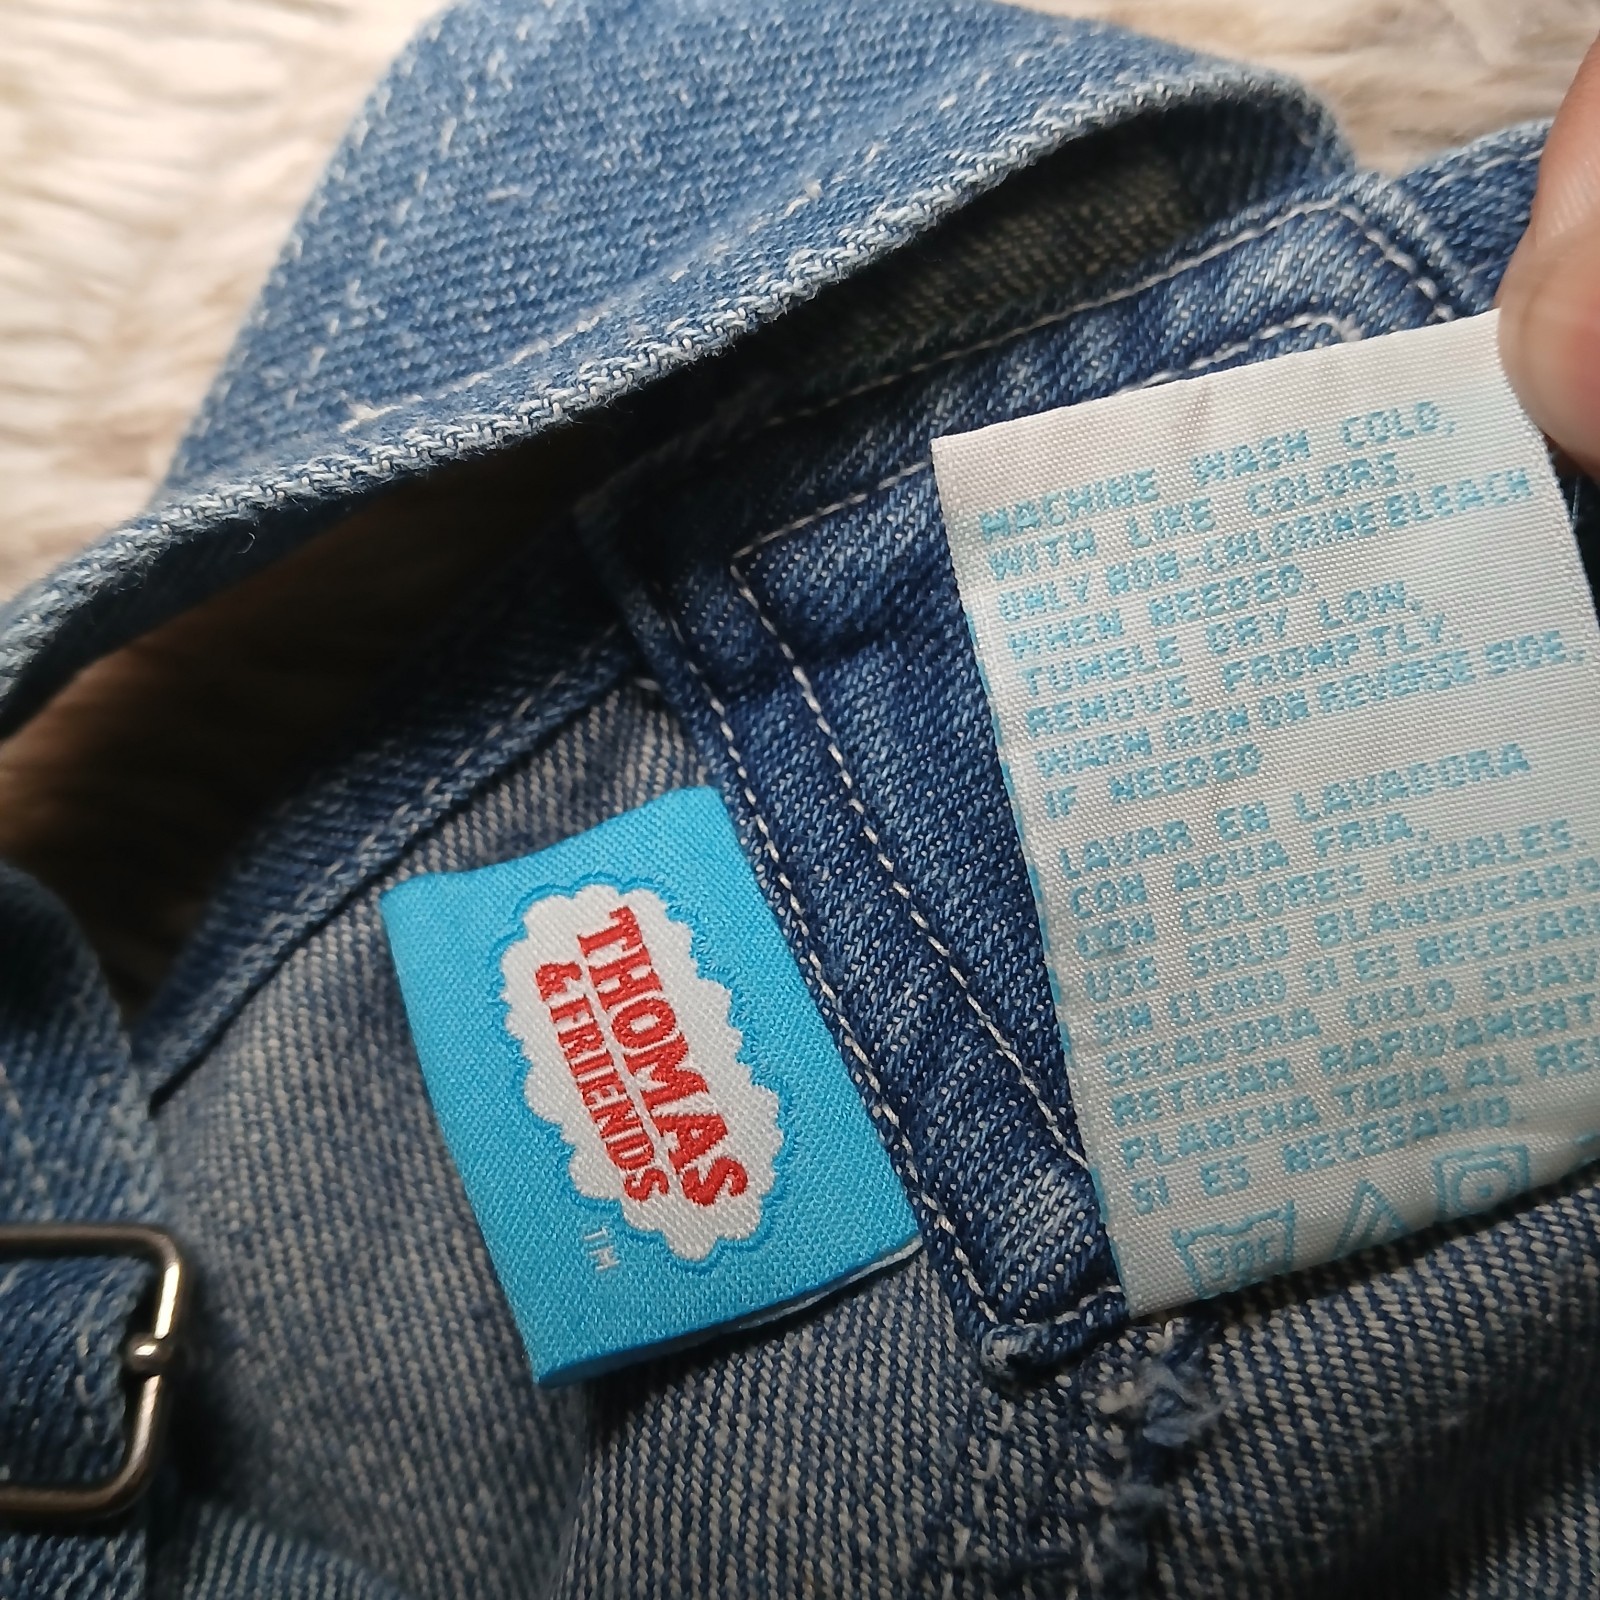 THOMAS
& FRIENDS
TM
MACHINE WASH COLD,
WITH LIKE COLORS.
ONLY NON-CHLORINE BLEACH
WHEN NEEDED.
TUMBLE DRY LOW,
REMOVE PROMPTLY.
WARM IRON ON REVERSE SIDE,
IF NEEDED
LAVAR EN LAVADORA
CON AGUA FRIA,
CON COLORES IGUALES
USE SOLO BLANQUEADO
SIN CLORO SI ES NECESARI
SECADORA CICLO SUAV
RETIRAR RAPIDAMENT
PLANCHA TIBIA AL RE
SI ES NECESARIO.